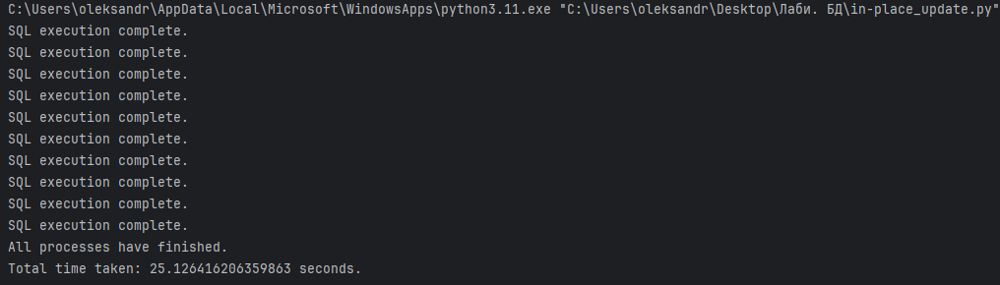 C:\Users\oleksandr\AppData\Local\Microsoft\WindowsApps\python3.11.exe "C:\Users\oleksandr\Desktop\Лаби. БД\in-place_update.py"
SQL execution complete.
SQL execution complete.
SQL execution complete.
SQL execution complete.
SQL execution complete.
SQL execution complete.
SQL execution complete.
SQL execution complete.
SQL execution complete.
SQL execution complete.
All processes have finished.
Total time taken: 25.126416206359863 seconds.